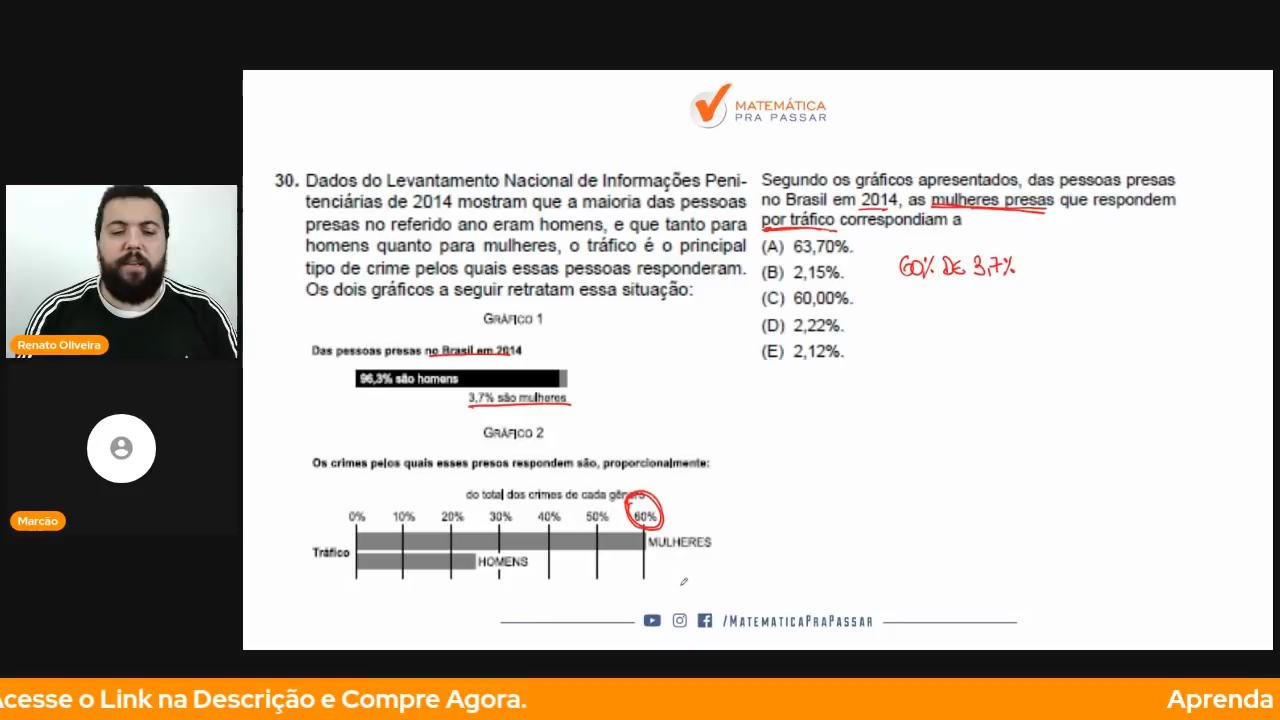 MATEMÁTICA
PRA PASSAR
30. Dados do Levantamento Nacional de Informações Peni-
tenciárias de 2014 mostram que a maioria das pessoas
presas no referido ano eram homens, e que tanto para
homens quanto para mulheres, o tráfico é o principal
tipo de crime pelos quais essas pessoas responderam.
Os dois gráficos a seguir retratam essa situação:
GRÁFICO 1
Das pessoas presas no Brasil em 2014
96,3% são homens
3,7% são mulheres
GRÁFICO 2
Os crimes pelos quais esses presos respondem são, proporcionalmente:
do total dos crimes de cada gênero
0% 10% 20% 30% 40% 50% 60%
MULHERES
Tráfico
HOMENS
Segundo os gráficos apresentados, das pessoas presas
no Brasil em 2014, as mulheres presas que respondem
por tráfico correspondiam a
(A) 63,70%.
(B) 2,15%.
(C) 60,00%.
(D) 2,22%.
(E) 2,12%.
60% DE 3,7%
Renato Oliveira
Marcão
/MATEMATICAPRAPASSAR
Acesse o Link na Descrição e Compre Agora.
Aprenda